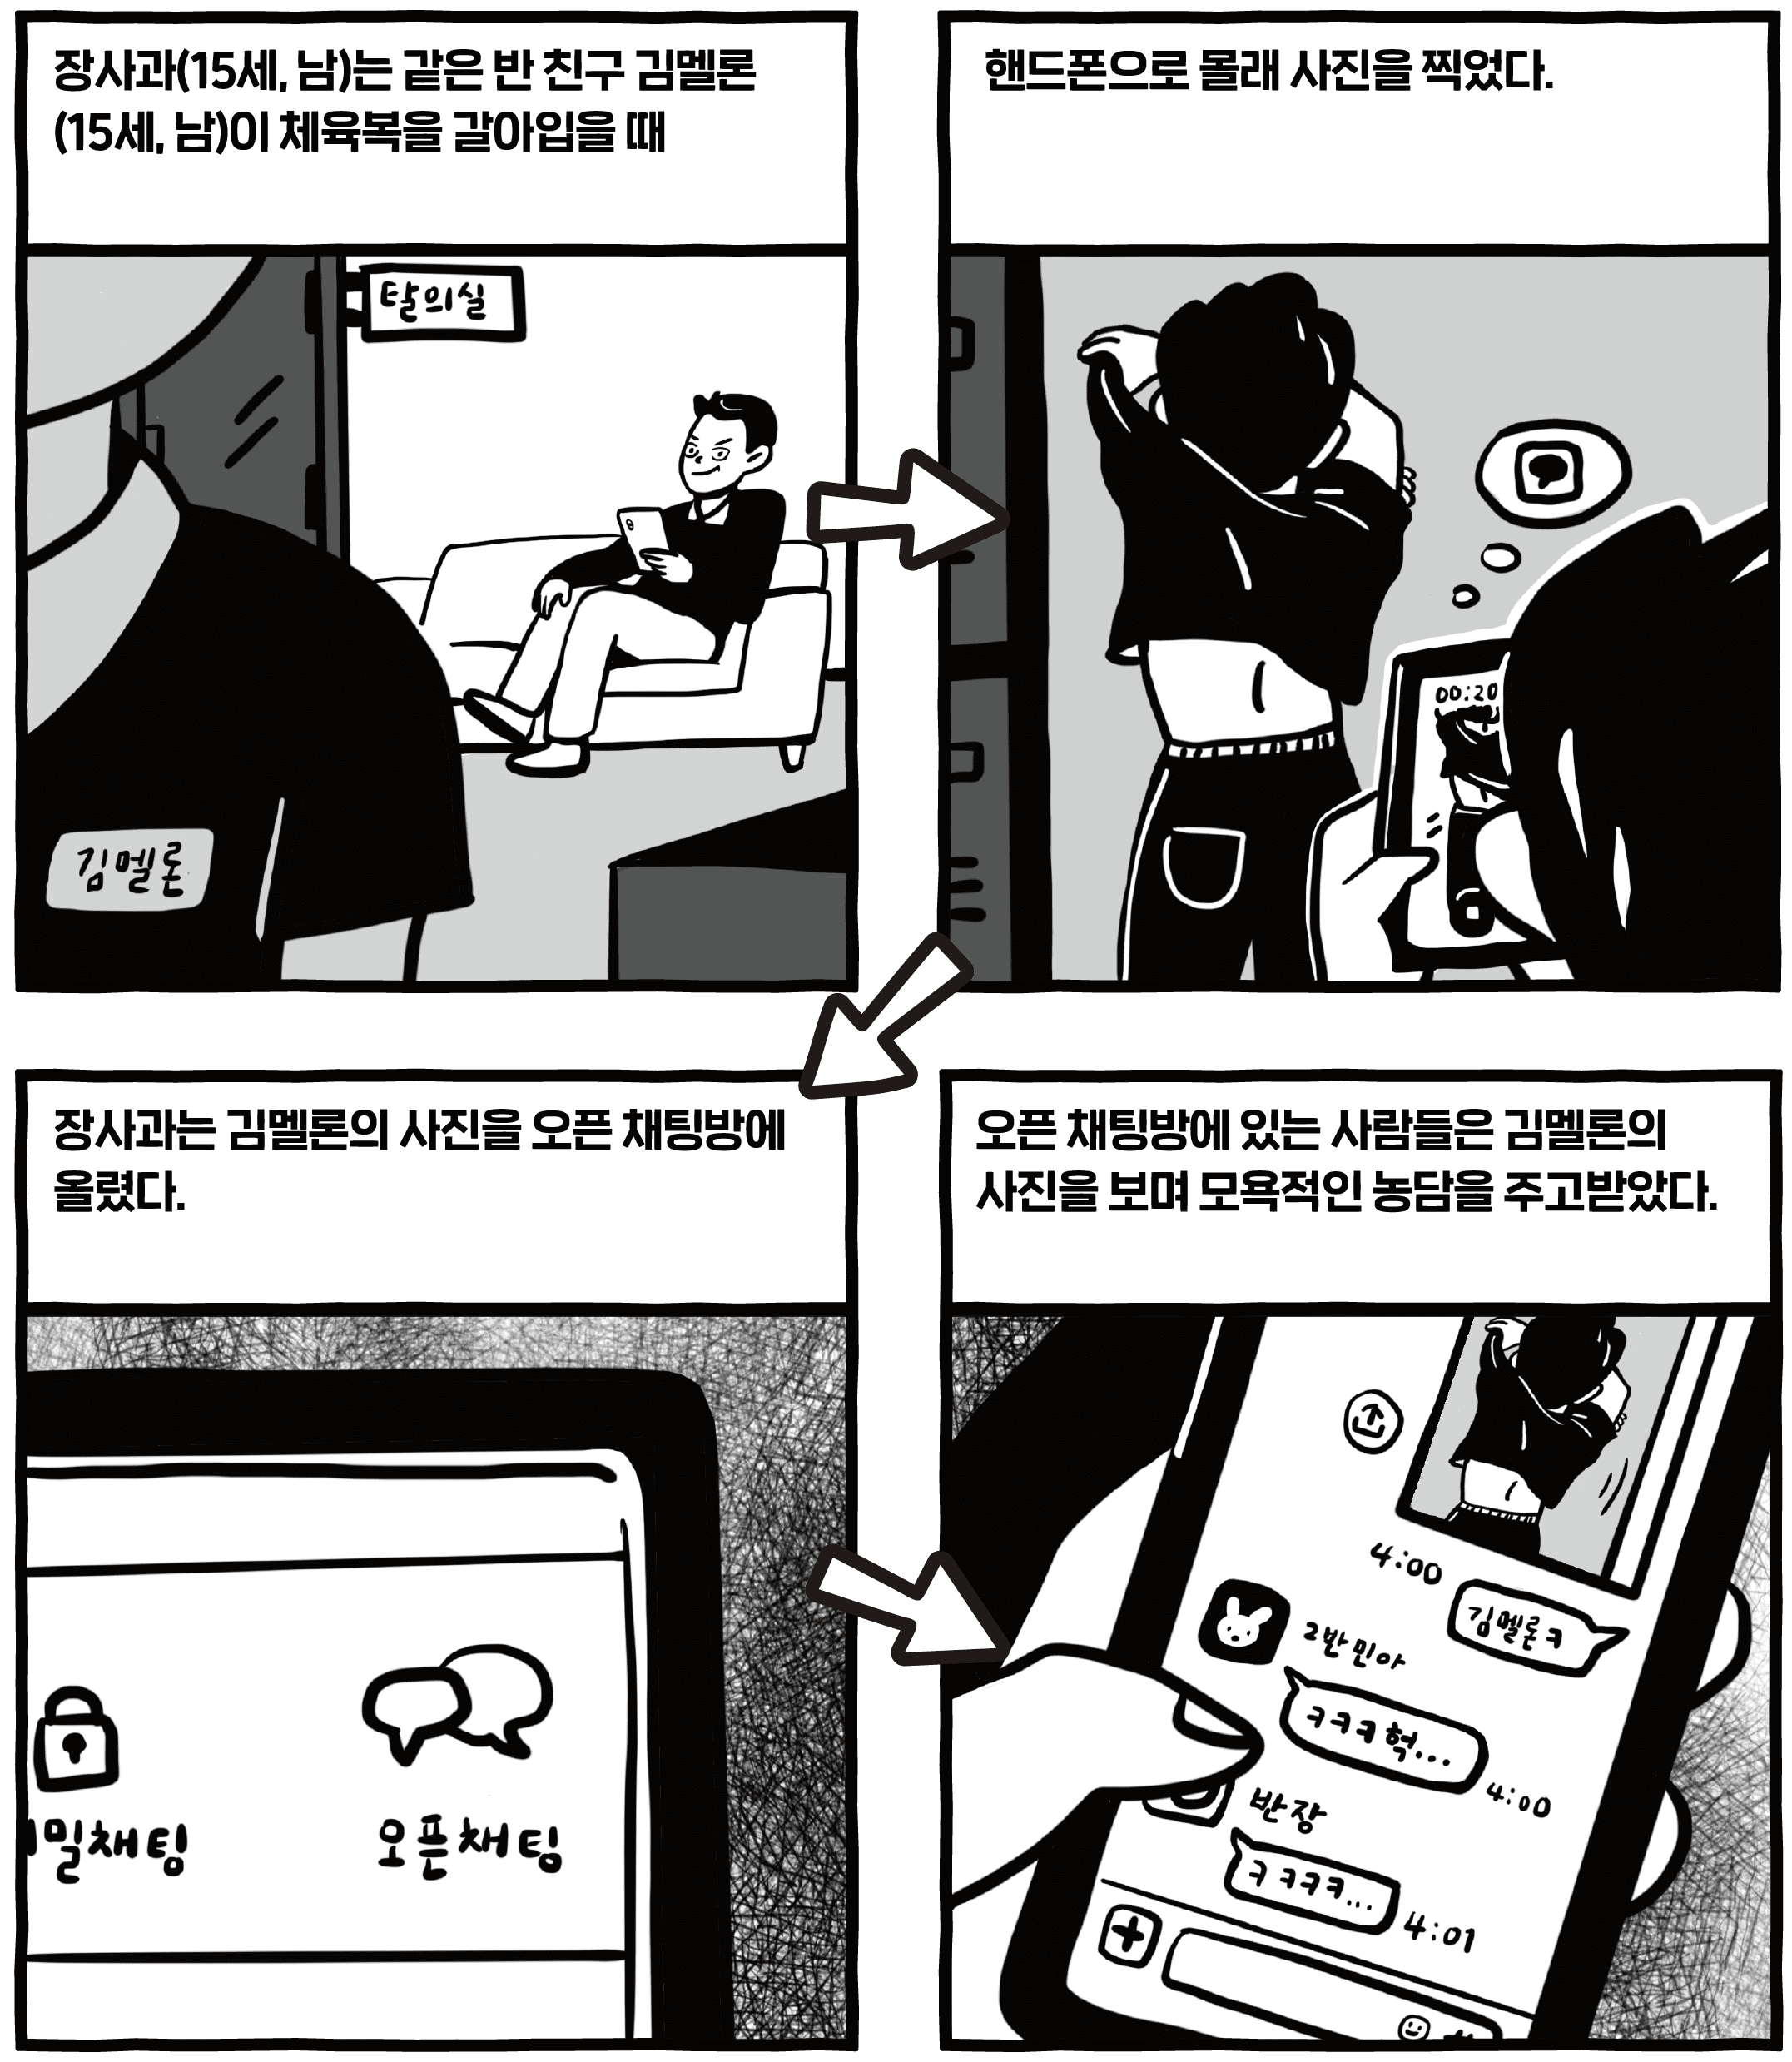 장사과(15세, 남)는 같은 반 친구 김멜론
(15세, 남)이 체육복을 갈아입을 때
탈의실
김멜론
핸드폰으로 몰래 사진을 찍었다.
00:20
장사과는 김멜론의 사진을 오픈 채팅방에
올렸다.
밀채팅
오픈채팅
오픈 채팅방에 있는 사람들은 김멜론의
사진을 보며 모욕적인 농담을 주고받았다.
4:00
김멜론ㅋ
2반 민아
ㅋㅋㅋ헉...
4:00
반장
ㅋㅋㅋㅋ...
4:01